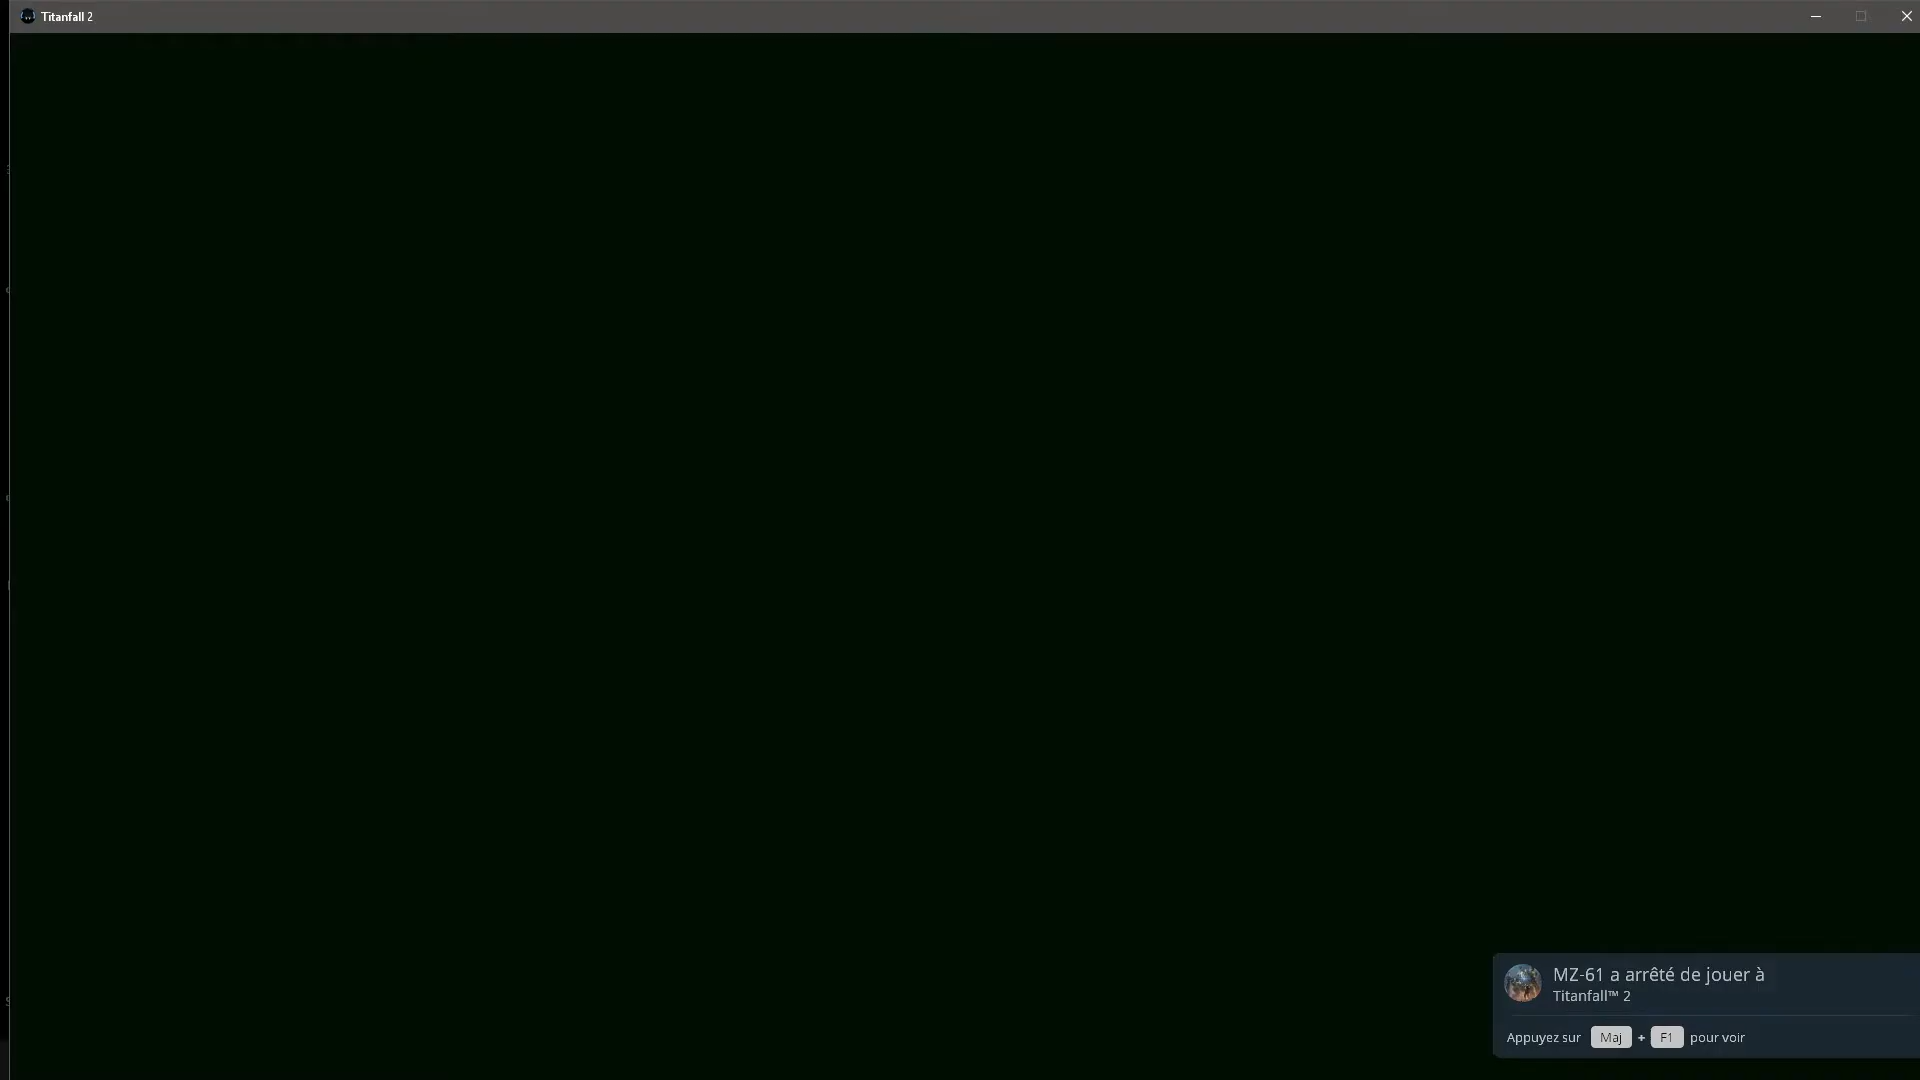 Titanfall 2
MZ-61 a arrêté de jouer à
Titanfall™ 2
Appuyez sur Maj + F1 pour voir